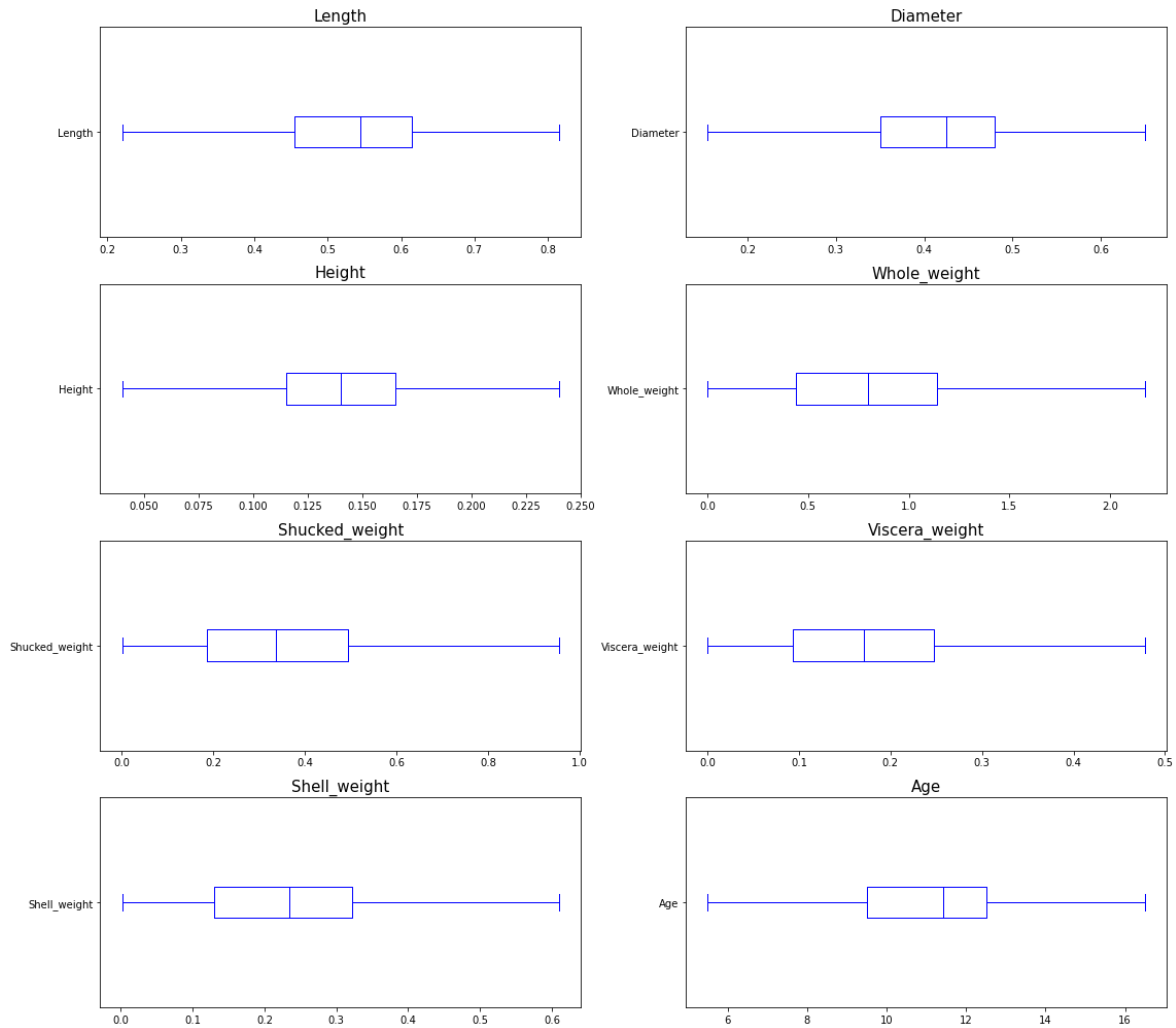 Length
Length
0.2 0.3 0.4 0.5 0.6 0.7 0.8
Diameter
Diameter
0.2 0.3 0.4 0.5 0.6
Height
Height
0.050 0.075 0.100 0.125 0.150 0.175 0.200 0.225 0.250
Whole_weight
Whole_weight
0.0 0.5 1.0 1.5 2.0
Shucked_weight
Shucked_weight
0.0 0.2 0.4 0.6 0.8 1.0
Viscera_weight
Viscera_weight
0.0 0.1 0.2 0.3 0.4 0.5
Shell_weight
Shell_weight
0.0 0.1 0.2 0.3 0.4 0.5 0.6
Age
Age
6 8 10 12 14 16